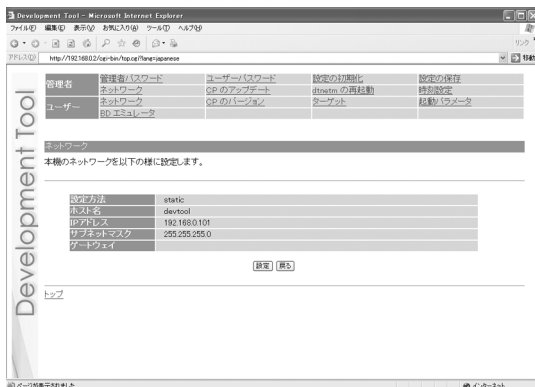 Development Tool - Microsoft Internet Explorer
ファイル(F) 編集(E) 表示(V) お気に入り(A) ツール(T) ヘルプ(H)
リンク
アドレス(D) http://192.168.0.2/cgi-bin/top.cgi?lang=japanese 移動
Development Tool
管理者 管理者パスワード ユーザーパスワード 設定の初期化 設定の保存
ネットワーク CP のアップデート dtnetm の再起動 時刻設定
ユーザー ネットワーク CP のバージョン ターゲット 起動パラメータ
BD エミュレータ
ネットワーク
本機のネットワークを以下の様に設定します。
設定方法 static
ホスト名 devtool
IPアドレス 192.168.0.101
サブネットマスク 255.255.255.0
ゲートウェイ
設定 戻る
トップ
ページが表示されました
インターネット